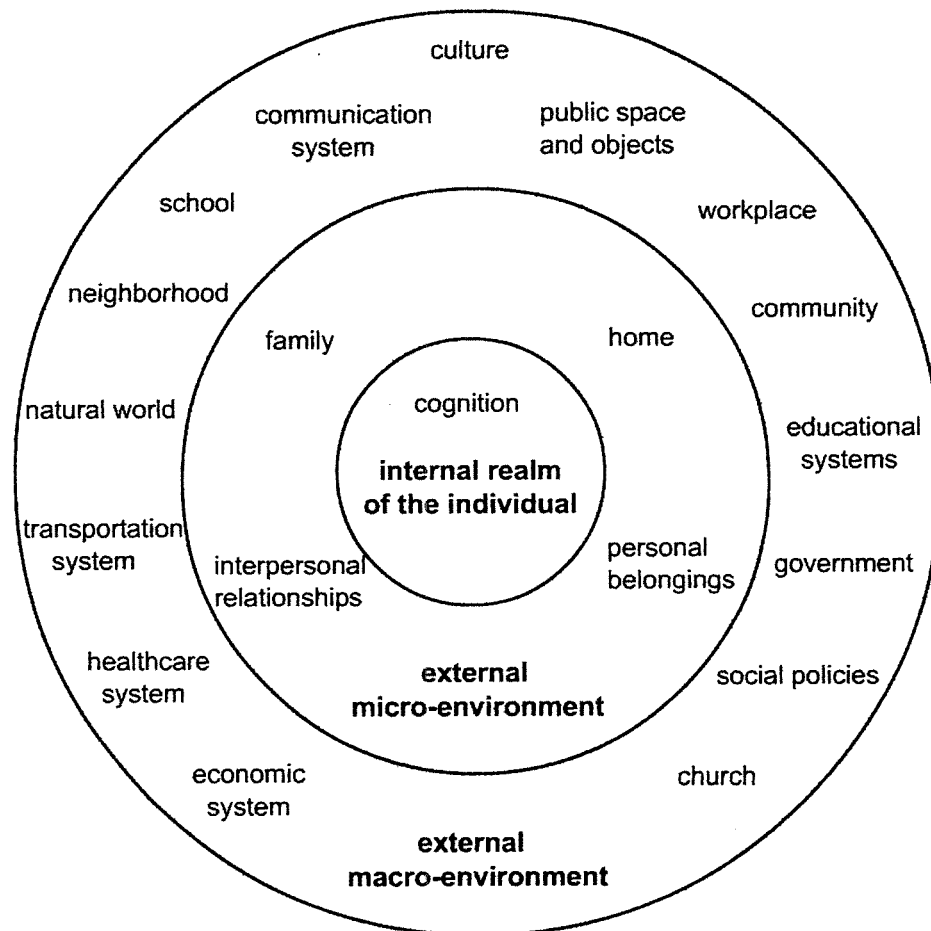 culture
communication
system
public space
and objects
school
workplace
neighborhood
community
family
home
natural world
cognition
educational
systems
internal realm
of the individual
transportation
system
interpersonal
relationships
personal
belongings
government
healthcare
system
external
micro-environment
social policies
economic
system
church
external
macro-environment